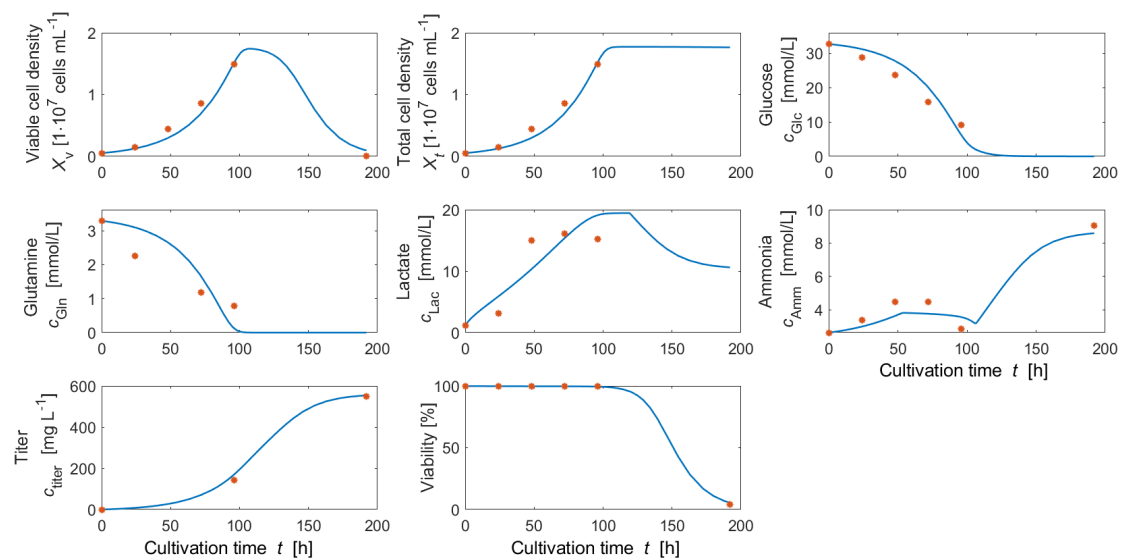 Viable cell density
X_v [1·10^7 cells mL^-1]
2
1
0
0 50 100 150 200
Total cell density
X_t [1·10^7 cells mL^-1]
2
1
0
0 50 100 150 200
Glucose
c_Glc [mmol/L]
30
20
10
0
0 50 100 150 200
Glutamine
c_Gln [mmol/L]
3
2
1
0
0 50 100 150 200
Lactate
c_Lac [mmol/L]
20
10
0
0 50 100 150 200
Ammonia
c_Amm [mmol/L]
10
8
6
4
0 50 100 150 200
Cultivation time t [h]
Titer
c_titer [mg L^-1]
600
400
200
0
0 50 100 150 200
Cultivation time t [h]
Viability [%]
100
50
0
0 50 100 150 200
Cultivation time t [h]